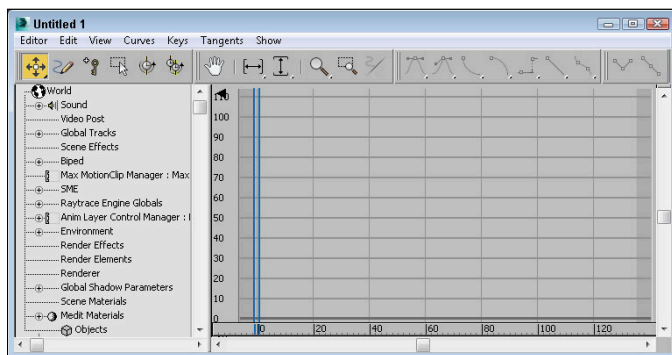 Untitled 1
Editor Edit View Curves Keys Tangents Show
World
Sound
Video Post
Global Tracks
Scene Effects
Biped
Max MotionClip Manager : Max
SME
Raytrace Engine Globals
Anim Layer Control Manager :
Environment
Render Effects
Render Elements
Renderer
Global Shadow Parameters
Scene Materials
Medit Materials
Objects
110
100
90
80
70
60
50
40
30
20
10
0
0 20 40 60 80 100 120